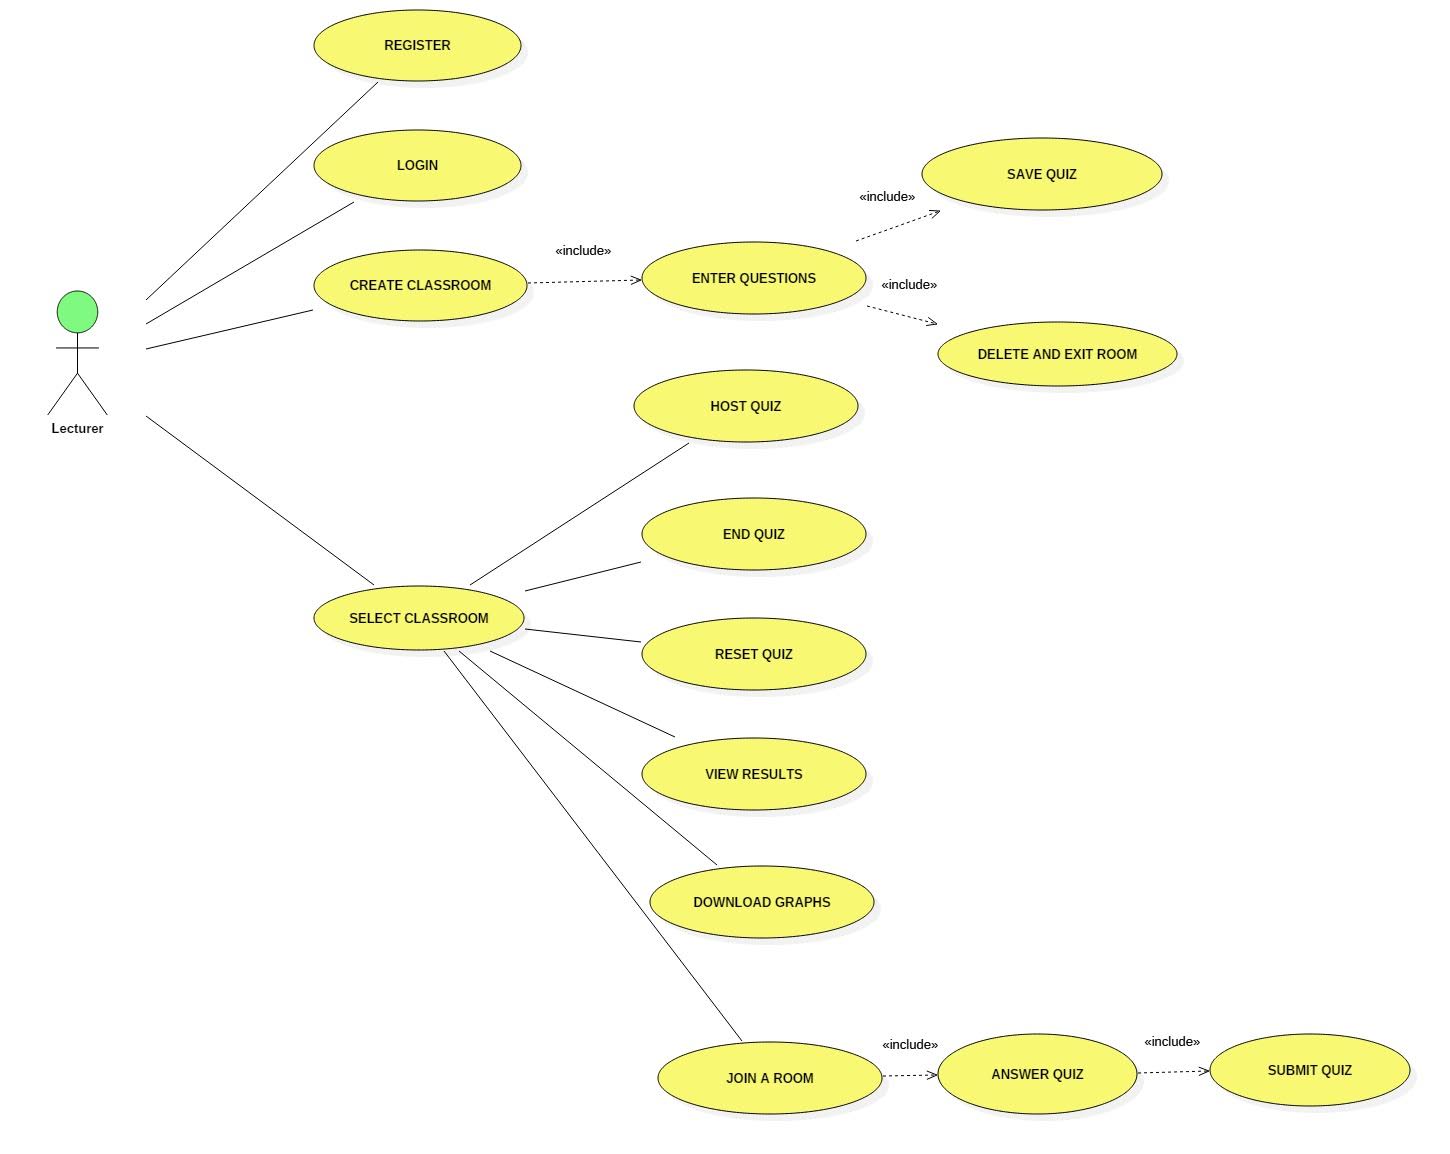 REGISTER
LOGIN
SAVE QUIZ
«include»
«include»
CREATE CLASSROOM
ENTER QUESTIONS
«include»
DELETE AND EXIT ROOM
HOST QUIZ
Lecturer
END QUIZ
SELECT CLASSROOM
RESET QUIZ
VIEW RESULTS
DOWNLOAD GRAPHS
«include»
«include»
JOIN A ROOM
ANSWER QUIZ
SUBMIT QUIZ